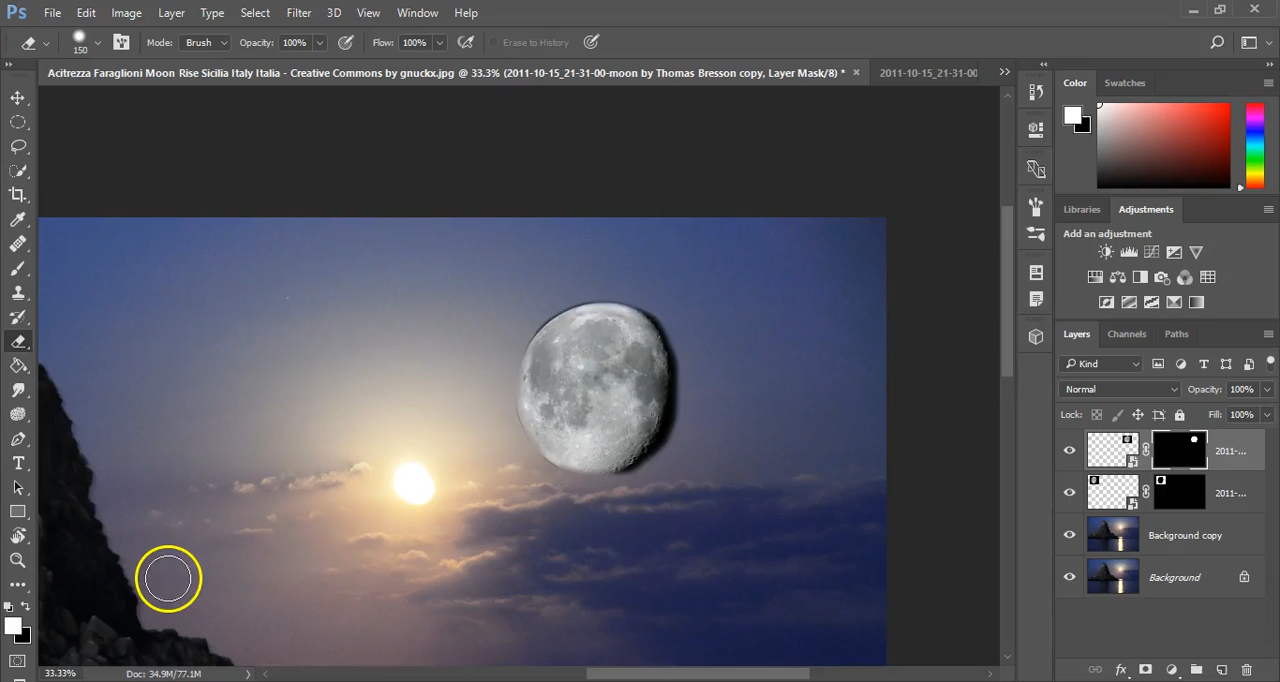 Ps File Edit Image Layer Type Select Filter 3D View Window Help
150 Mode: Brush Opacity: 100% Flow: 100% Erase to History
Acitrezza Faraglioni Moon Rise Sicilia Italy Italia - Creative Commons by gnuckx.jpg @ 33.3% (2011-10-15_21-31-00-moon by Thomas Bresson copy, Layer Mask/8) * × 2011-10-15_21-31-00
Color Swatches
Libraries Adjustments
Add an adjustment
Layers Channels Paths
Kind
Normal Opacity: 100%
Lock: Fill: 100%
2011-...
2011-...
Background copy
Background
33.33% Doc: 34.9M/77.1M
fx